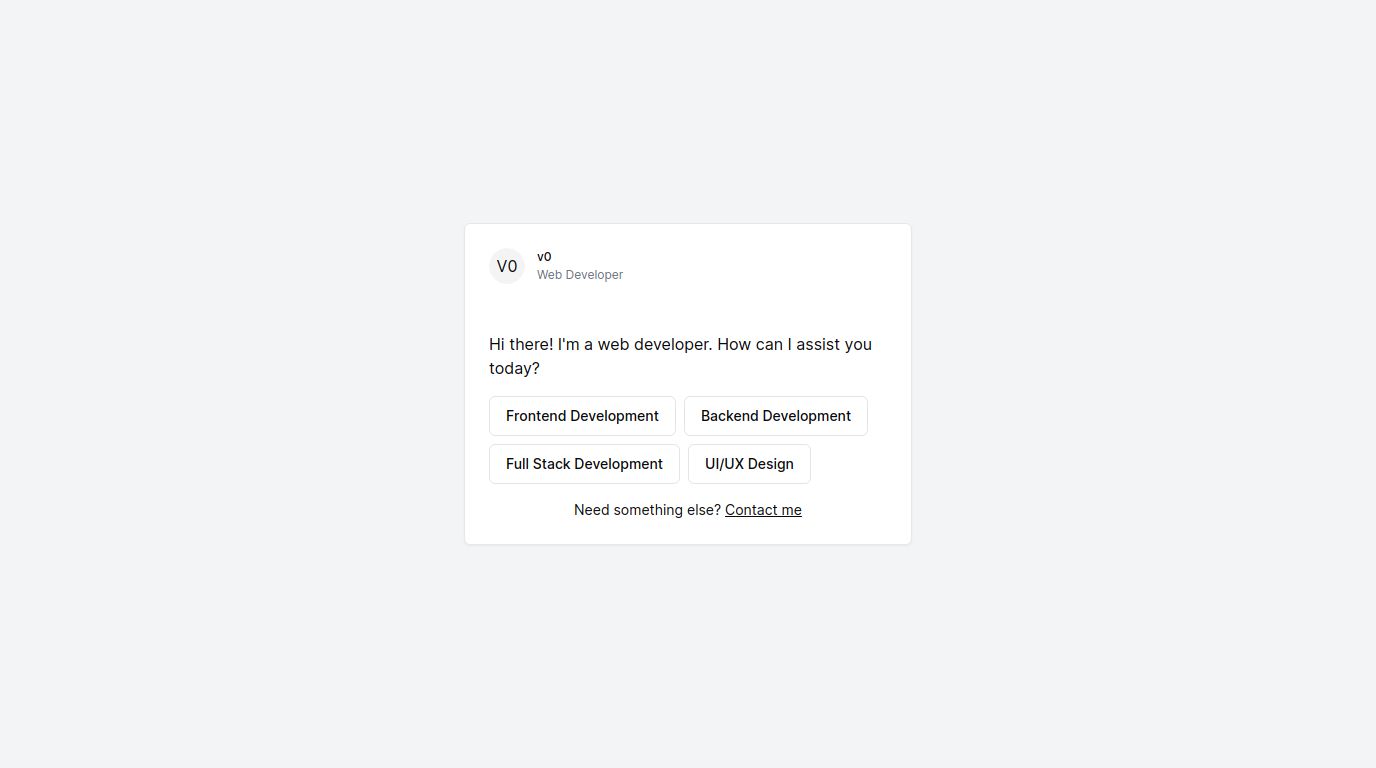 V0
v0
Web Developer
Hi there! I'm a web developer. How can I assist you
today?
Frontend Development
Backend Development
Full Stack Development
UI/UX Design
Need something else? Contact me